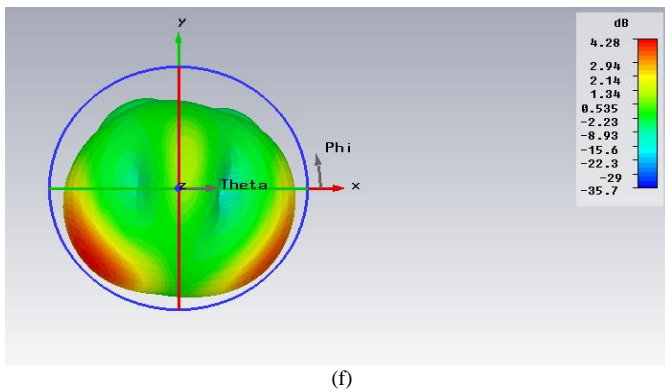 y
dB
4.28
2.94
2.14
1.34
0.535
-2.23
-8.93
-15.6
-22.3
-29
-35.7
Phi
z Theta x
(f)